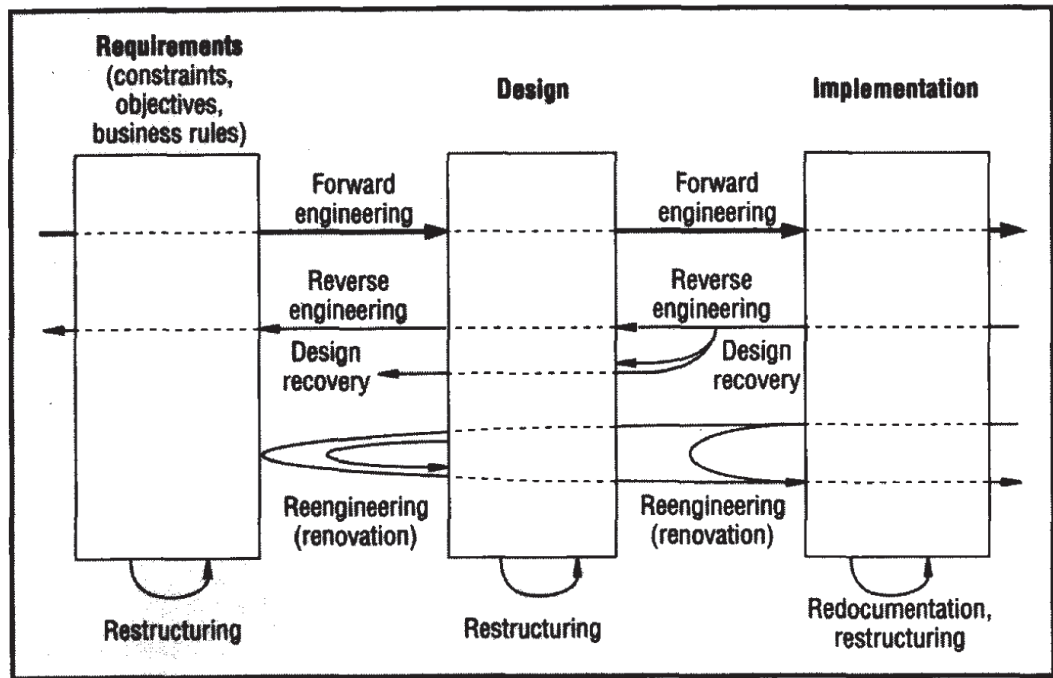 Requirements
(constraints,
objectives,
business rules)
Design
Implementation
Forward
engineering
Forward
engineering
Reverse
engineering
Reverse
engineering
Design
recovery
Design
recovery
Reengineering
(renovation)
Reengineering
(renovation)
Restructuring
Restructuring
Redocumentation,
restructuring